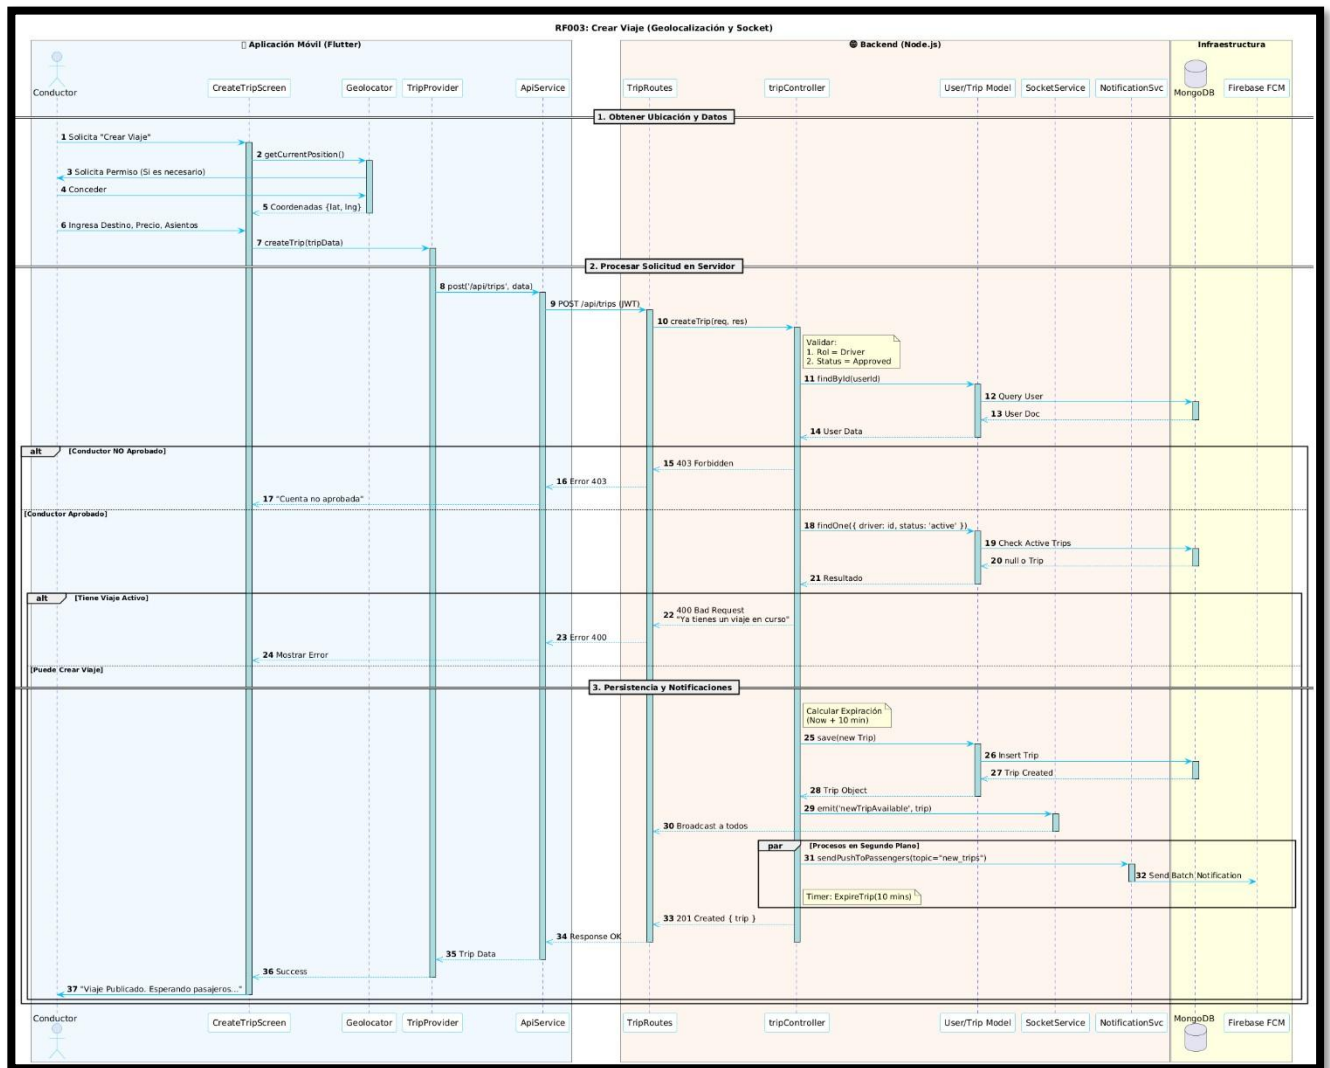 RF003: Crear Viaje (Geolocalización y Socket)
Aplicación Móvil (Flutter)
Backend (Node.js)
Infraestructura
Conductor
CreateTripScreen
Geolocator
TripProvider
ApiService
TripRoutes
tripController
User/Trip Model
SocketService
NotificationSvc
MongoDB
Firebase FCM
1. Obtener Ubicación y Datos
1 Solicita "Crear Viaje"
2 getCurrentPosition()
3 Solicita Permiso (Si es necesario)
4 Conceder
5 Coordenadas {lat, lng}
6 Ingresa Destino, Precio, Asientos
7 createTrip(tripData)
2. Procesar Solicitud en Servidor
8 post('/api/trips', data)
9 POST /api/trips (JWT)
10 createTrip(req, res)
Validar:
1. Rol = Driver
2. Status = Approved
11 findById(userId)
12 Query User
13 User Doc
14 User Data
alt [Conductor NO Aprobado]
15 403 Forbidden
16 Error 403
17 "Cuenta no aprobada"
[Conductor Aprobado]
18 findOne({ driver: id, status: 'active' })
19 Check Active Trips
20 null o Trip
21 Resultado
alt [Tiene Viaje Activo]
22 400 Bad Request
"Ya tienes un viaje en curso"
23 Error 400
24 Mostrar Error
[Puede Crear Viaje]
3. Persistencia y Notificaciones
Calcular Expiración
(Now + 10 min)
25 save(new Trip)
26 Insert Trip
27 Trip Created
28 Trip Object
29 emit('newTripAvailable', trip)
30 Broadcast a todos
par [Procesos en Segundo Plano]
31 sendPushToPassengers(topic="new_trips")
32 Send Batch Notification
Timer: ExpireTrip(10 mins)
33 201 Created { trip }
34 Response OK
35 Trip Data
36 Success
37 "Viaje Publicado. Esperando pasajeros..."
Conductor
CreateTripScreen
Geolocator
TripProvider
ApiService
TripRoutes
tripController
User/Trip Model
SocketService
NotificationSvc
MongoDB
Firebase FCM